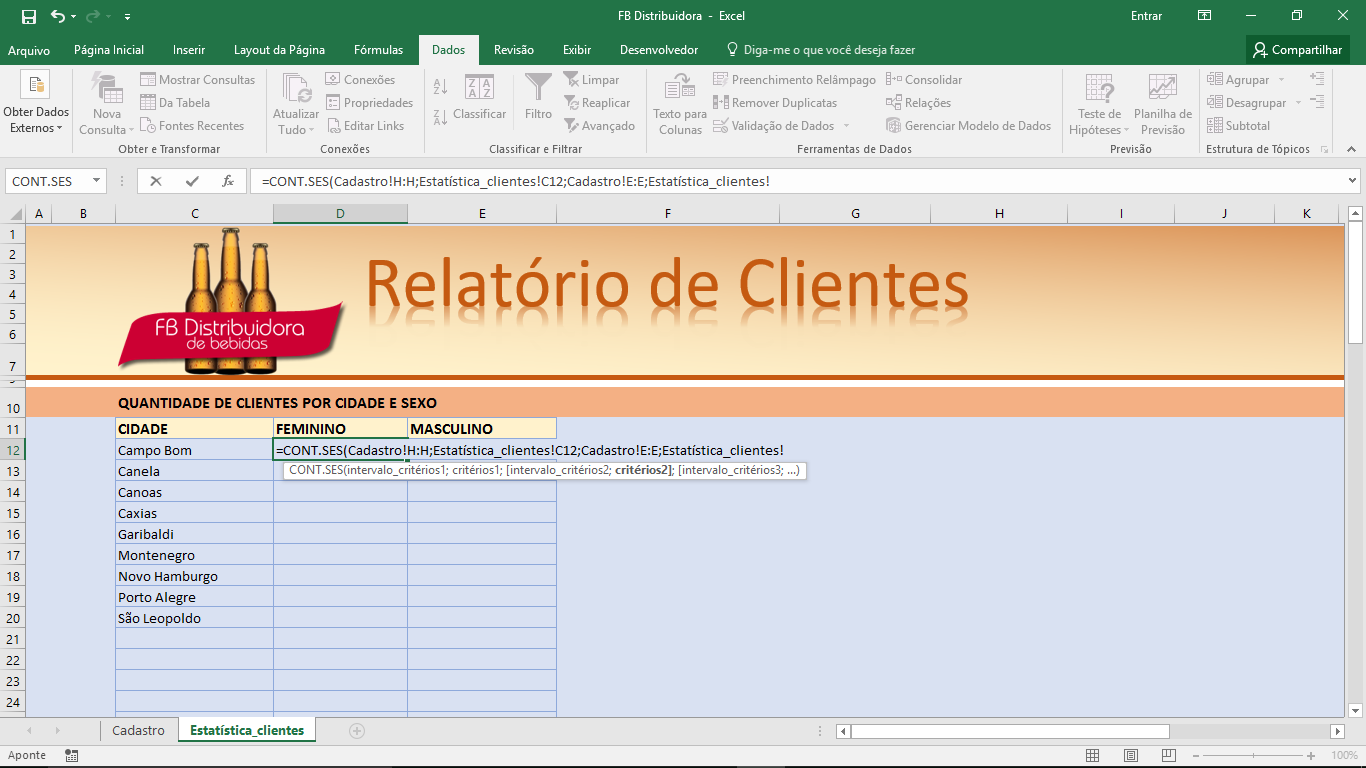 FB Distribuidora - Excel
Entrar
Arquivo Página Inicial Inserir Layout da Página Fórmulas Dados Revisão Exibir Desenvolvedor Diga-me o que você deseja fazer Compartilhar
Obter Dados Externos
Nova Consulta
Mostrar Consultas
Da Tabela
Fontes Recentes
Obter e Transformar
Atualizar Tudo
Conexões
Propriedades
Editar Links
Conexões
Classificar
Filtro
Limpar
Reaplicar
Avançado
Classificar e Filtrar
Texto para Colunas
Preenchimento Relâmpago
Remover Duplicatas
Validação de Dados
Consolidar
Relações
Gerenciar Modelo de Dados
Ferramentas de Dados
Teste de Hipóteses
Planilha de Previsão
Previsão
Agrupar
Desagrupar
Subtotal
Estrutura de Tópicos
CONT.SES fx =CONT.SES(Cadastro!H:H;Estatística_clientes!C12;Cadastro!E:E;Estatística_clientes!
A B C D E F G H I J K
1
2
3
4
5
6
7
Relatório de Clientes
FB Distribuidora
de bebidas
10 QUANTIDADE DE CLIENTES POR CIDADE E SEXO
11 CIDADE FEMININO MASCULINO
12 Campo Bom =CONT.SES(Cadastro!H:H;Estatística_clientes!C12;Cadastro!E:E;Estatística_clientes!
13 Canela CONT.SES(intervalo_critérios1; critérios1; [intervalo_critérios2; critérios2]; [intervalo_critérios3; ...)
14 Canoas
15 Caxias
16 Garibaldi
17 Montenegro
18 Novo Hamburgo
19 Porto Alegre
20 São Leopoldo
21
22
23
24
Cadastro Estatística_clientes
Aponte 100%